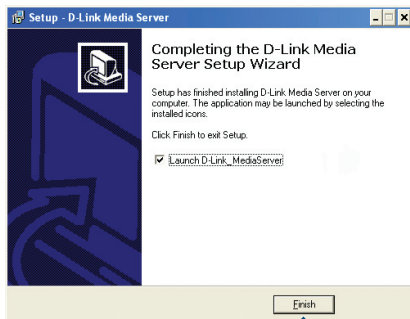 Setup - D-Link Media Server
Completing the D-Link Media
Server Setup Wizard
Setup has finished installing D-Link Media Server on your
computer. The application may be launched by selecting the
installed icons.
Click Finish to exit Setup.
Launch D-Link_MediaServer
Finish